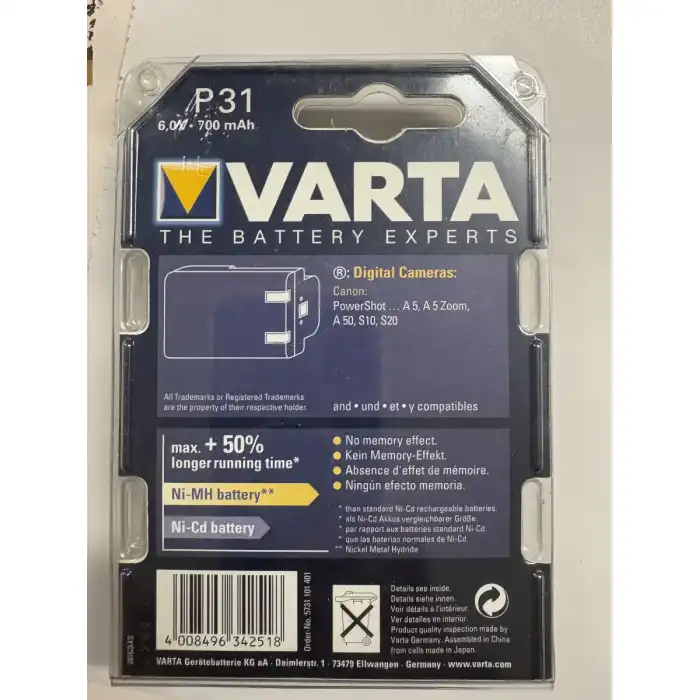 P31
6,0V • 700 mAh
VARTA
THE BATTERY EXPERTS
®: Digital Cameras:
Canon:
PowerShot ... A 5, A 5 Zoom,
A 50, S10, S20
All Trademarks or Registered Trademarks
are the property of their respective holder.
and • und • et • y compatibles
max. + 50%
longer running time*
Ni-MH battery**
Ni-Cd battery
No memory effect.
Kein Memory-Effekt.
Absence d'effet de mémoire.
Ningún efecto memoria.
* than standard Ni-Cd rechargeable batteries.
* als Ni-Cd Akkus vergleichbarer Größe.
* par rapport aux batteries standard Ni-Cd.
* que las baterias normales de Ni-Cd.
** Nickel Metal Hydride
4 008496 342518
Order-No. 5731 101 401
Details see inside.
Details siehe innen.
Voir détails à l'intérieur.
Ver detalles en interior.
Product quality inspection made by
Varta Germany. Assembled in China
from cells made in Japan.
VARTA Gerätebatterie KG aA - Daimlerstr. 1 - 73479 Ellwangen - Germany - www.varta.com